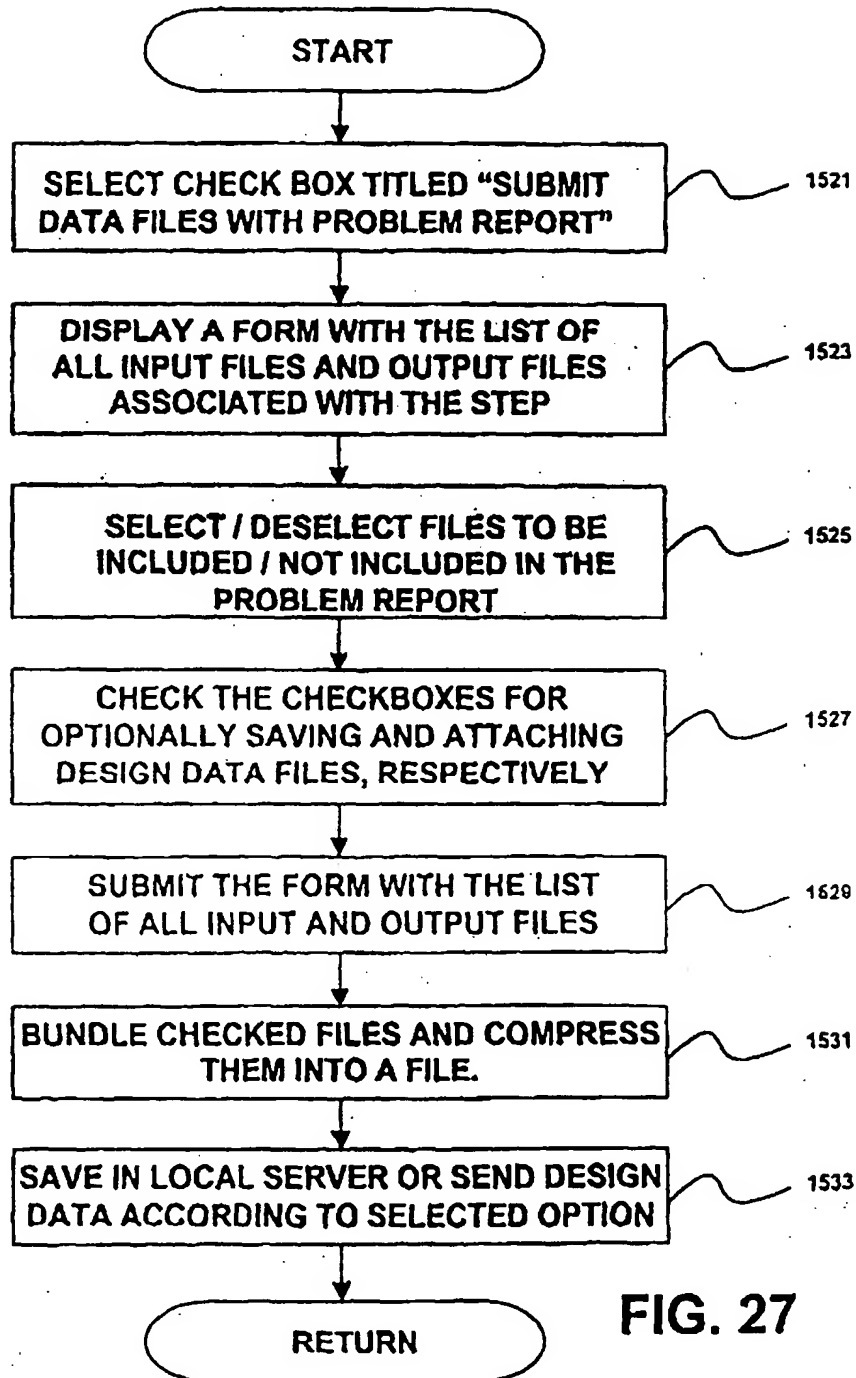 START
SELECT CHECK BOX TITLED “SUBMIT
DATA FILES WITH PROBLEM REPORT”
1521
DISPLAY A FORM WITH THE LIST OF
ALL INPUT FILES AND OUTPUT FILES
ASSOCIATED WITH THE STEP
1523
SELECT / DESELECT FILES TO BE
INCLUDED / NOT INCLUDED IN THE
PROBLEM REPORT
1525
CHECK THE CHECKBOXES FOR
OPTIONALLY SAVING AND ATTACHING
DESIGN DATA FILES, RESPECTIVELY
1527
SUBMIT THE FORM WITH THE LIST
OF ALL INPUT AND OUTPUT FILES
1529
BUNDLE CHECKED FILES AND COMPRESS
THEM INTO A FILE.
1531
SAVE IN LOCAL SERVER OR SEND DESIGN
DATA ACCORDING TO SELECTED OPTION
1533
RETURN
FIG. 27